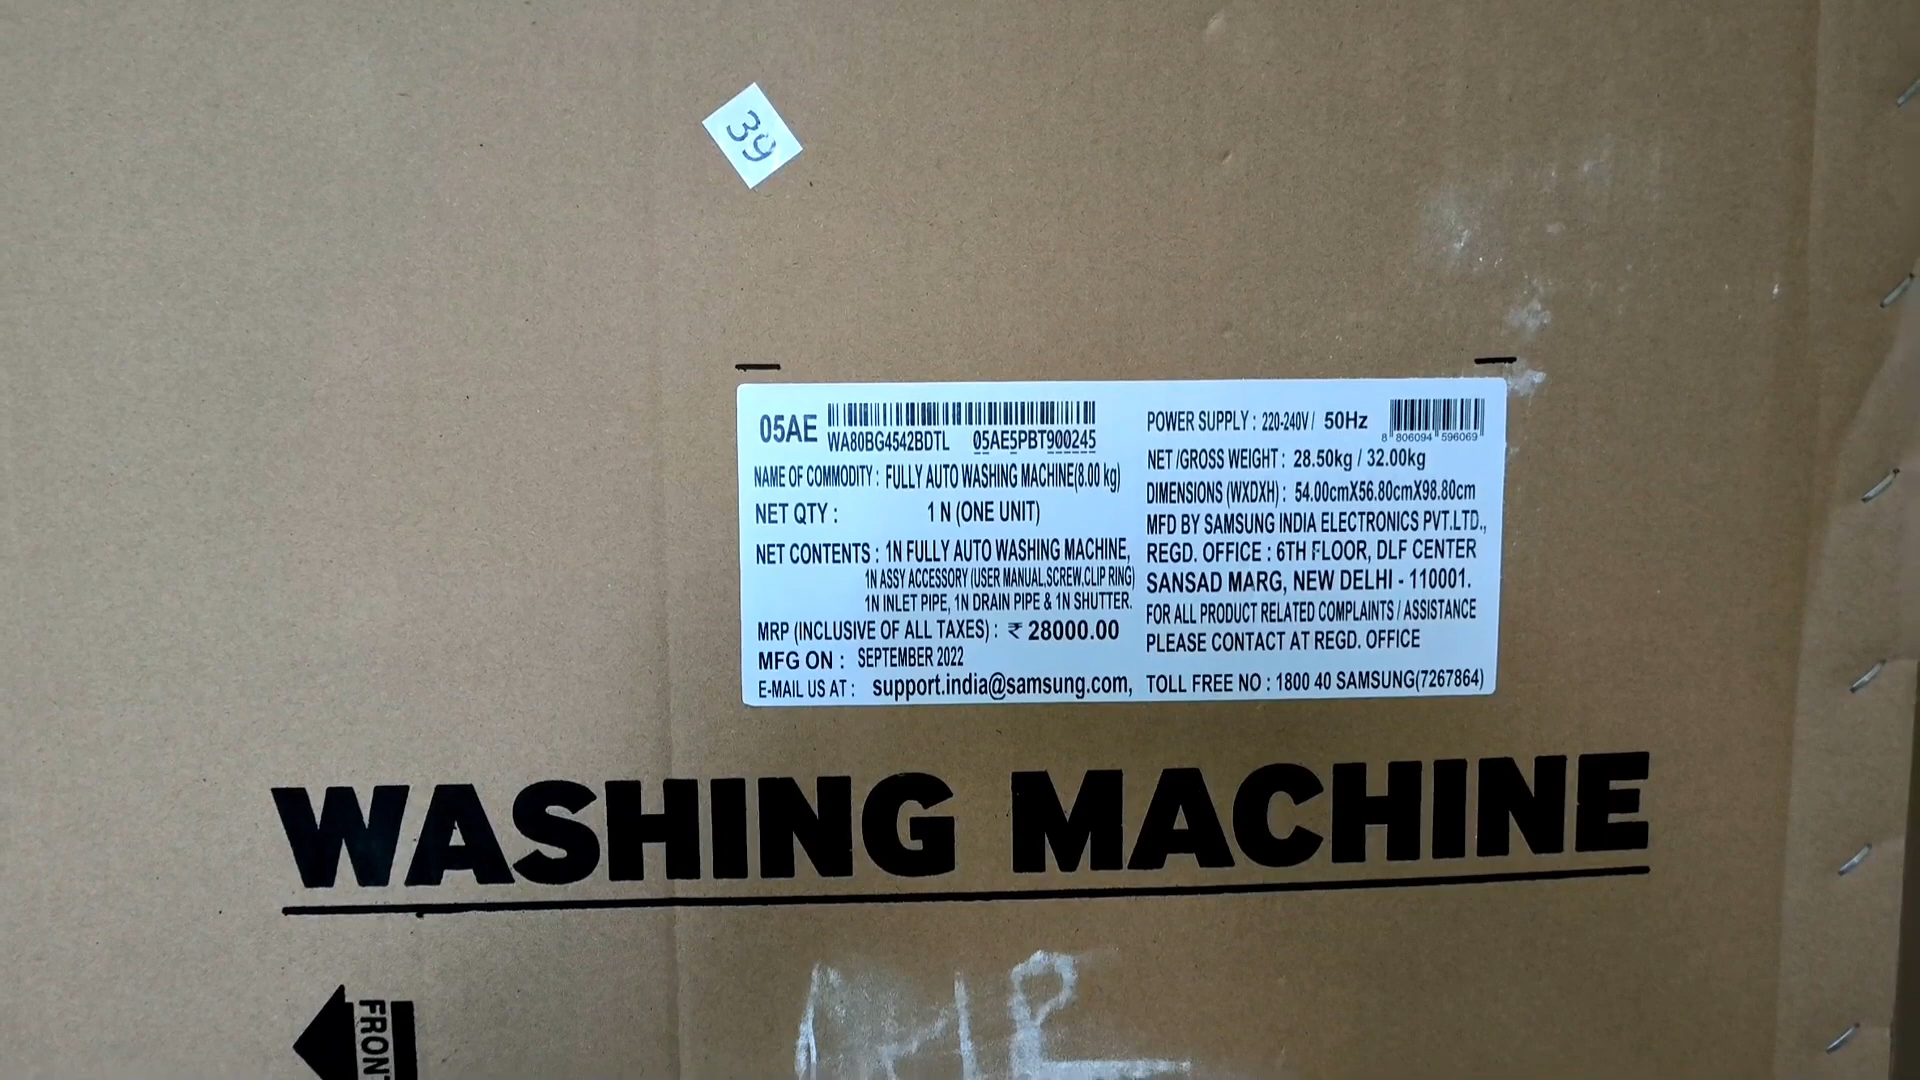 39
05AE
WA80BG4542BDTL 05AE5PBT900245
NAME OF COMMODITY : FULLY AUTO WASHING MACHINE(8.00 kg)
NET QTY : 1 N (ONE UNIT)
NET CONTENTS : 1N FULLY AUTO WASHING MACHINE,
1N ASSY ACCESSORY (USER MANUAL,SCREW.CLIP RING)
1N INLET PIPE, 1N DRAIN PIPE & 1N SHUTTER.
MRP (INCLUSIVE OF ALL TAXES) : ₹ 28000.00
MFG ON : SEPTEMBER 2022
E-MAIL US AT : support.india@samsung.com,
POWER SUPPLY : 220-240V / 50Hz
8 806094 596069
NET /GROSS WEIGHT : 28.50kg / 32.00kg
DIMENSIONS (WXDXH) : 54.00cmX56.80cmX98.80cm
MFD BY SAMSUNG INDIA ELECTRONICS PVT.LTD.,
REGD. OFFICE : 6TH FLOOR, DLF CENTER
SANSAD MARG, NEW DELHI - 110001.
FOR ALL PRODUCT RELATED COMPLAINTS / ASSISTANCE
PLEASE CONTACT AT REGD. OFFICE
TOLL FREE NO : 1800 40 SAMSUNG(7267864)
WASHING MACHINE
FRONT